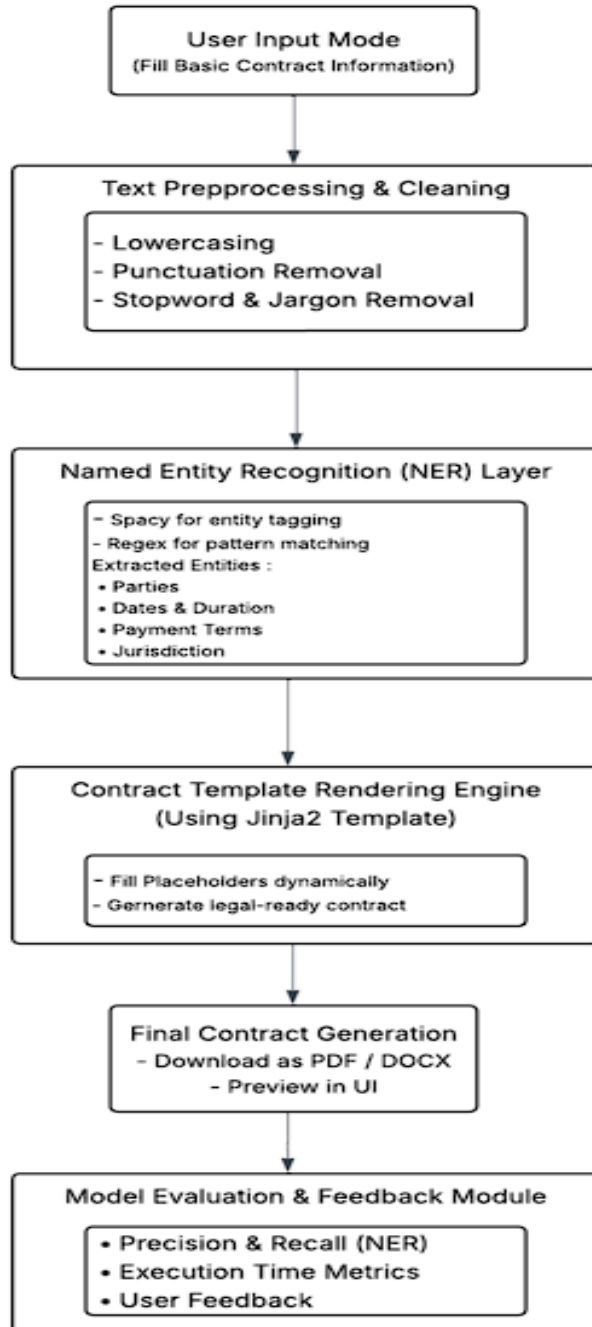 User Input Mode
(Fill Basic Contract Information)
Text Prepprocessing & Cleaning
- Lowercasing
- Punctuation Removal
- Stopword & Jargon Removal
Named Entity Recognition (NER) Layer
- Spacy for entity tagging
- Regex for pattern matching
Extracted Entities :
• Parties
• Dates & Duration
• Payment Terms
• Jurisdiction
Contract Template Rendering Engine
(Using Jinja2 Template)
- Fill Placeholders dynamically
- Gernerate legal-ready contract
Final Contract Generation
- Download as PDF / DOCX
- Preview in UI
Model Evaluation & Feedback Module
• Precision & Recall (NER)
• Execution Time Metrics
• User Feedback